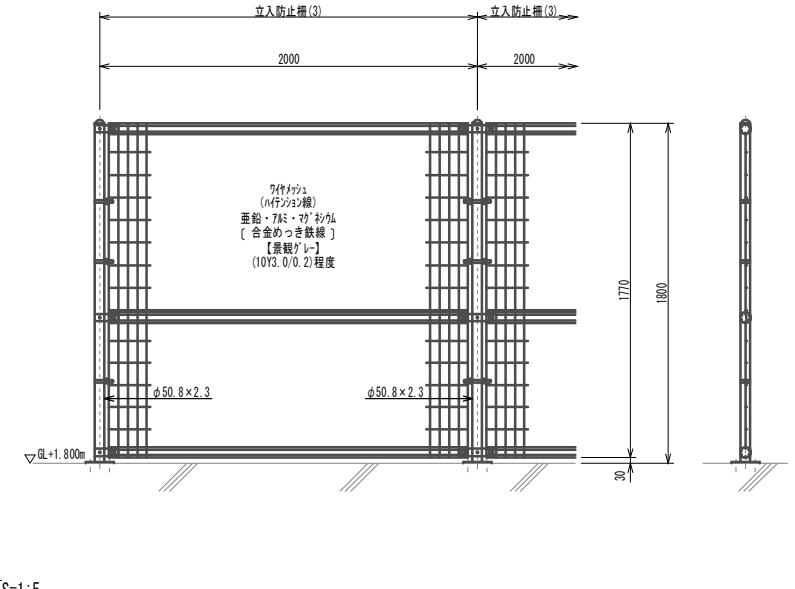 立入防止柵(3)
立入防止柵(3)
2000
2000
ﾜｲﾔﾒｯｼｭ
(ﾊｲﾃﾝｼｮﾝ線)
亜鉛・ｱﾙﾐ・ﾏｸﾞﾈｼｳﾑ
[ 合金めっき鉄線 ]
【景観ｸﾞﾚｰ】
(10Y3.0/0.2)程度
1770
1800
φ50.8×2.3
φ50.8×2.3
GL+1.800m
30
S=1:5